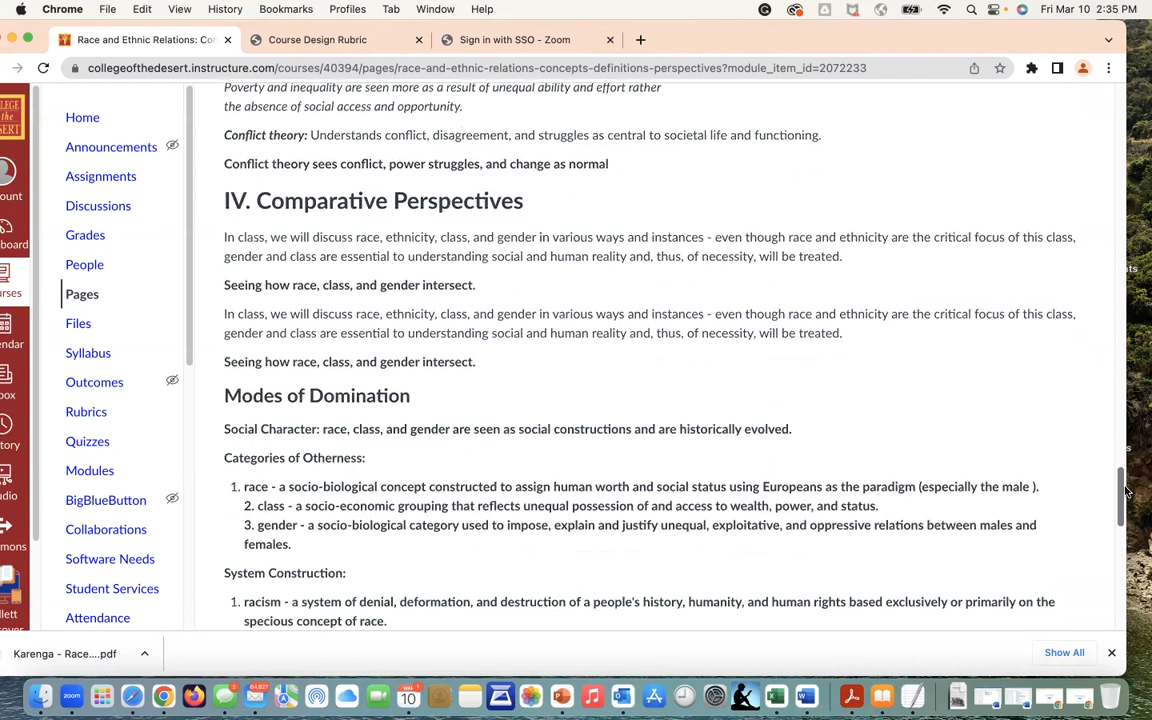 Chrome File Edit View History Bookmarks Profiles Tab Window Help Fri Mar 10 2:35 PM
Race and Ethnic Relations: Con Course Design Rubric Sign in with SSO - Zoom
collegeofthedesert.instructure.com/courses/40394/pages/race-and-ethnic-relations-concepts-definitions-perspectives?module_item_id=2072233
Home
Announcements
Assignments
Discussions
Grades
People
Pages
Files
Syllabus
Outcomes
Rubrics
Quizzes
Modules
BigBlueButton
Collaborations
Software Needs
Student Services
Attendance
Poverty and inequality are seen more as a result of unequal ability and effort rather
the absence of social access and opportunity.
Conflict theory: Understands conflict, disagreement, and struggles as central to societal life and functioning.
Conflict theory sees conflict, power struggles, and change as normal
IV. Comparative Perspectives
In class, we will discuss race, ethnicity, class, and gender in various ways and instances - even though race and ethnicity are the critical focus of this class,
gender and class are essential to understanding social and human reality and, thus, of necessity, will be treated.
Seeing how race, class, and gender intersect.
In class, we will discuss race, ethnicity, class, and gender in various ways and instances - even though race and ethnicity are the critical focus of this class,
gender and class are essential to understanding social and human reality and, thus, of necessity, will be treated.
Seeing how race, class, and gender intersect.
Modes of Domination
Social Character: race, class, and gender are seen as social constructions and are historically evolved.
Categories of Otherness:
1. race - a socio-biological concept constructed to assign human worth and social status using Europeans as the paradigm (especially the male ).
2. class - a socio-economic grouping that reflects unequal possession of and access to wealth, power, and status.
3. gender - a socio-biological category used to impose, explain and justify unequal, exploitative, and oppressive relations between males and
females.
System Construction:
1. racism - a system of denial, deformation, and destruction of a people's history, humanity, and human rights based exclusively or primarily on the
specious concept of race.
Karenga - Race....pdf Show All